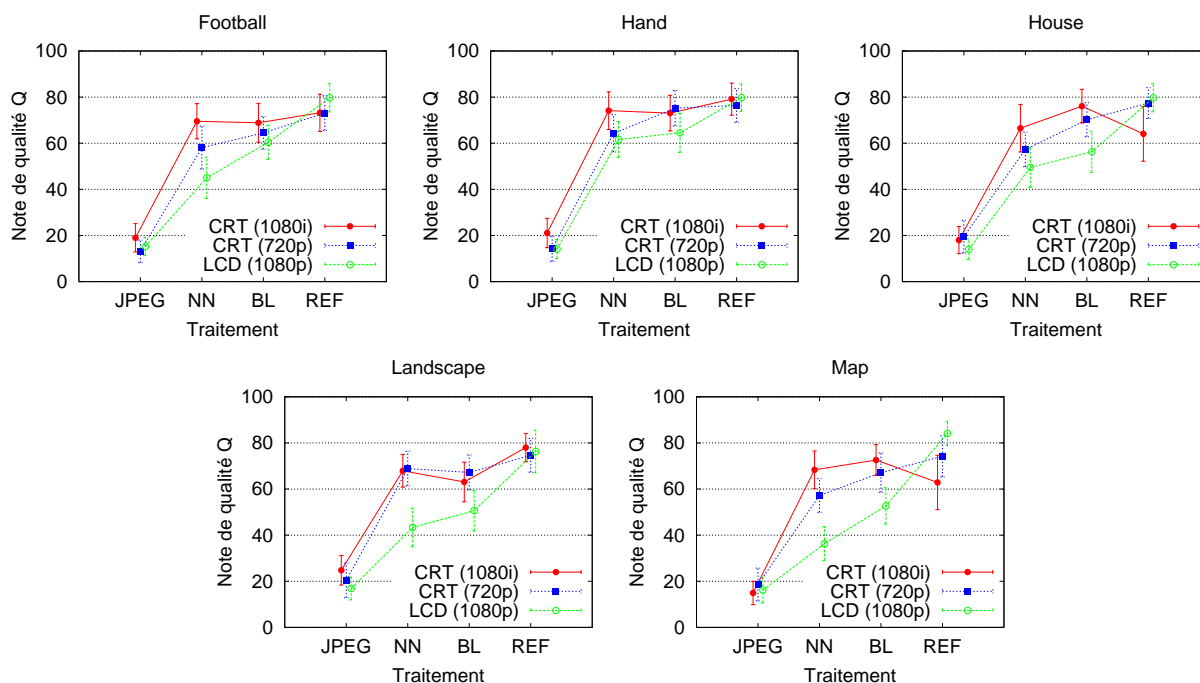 Football
Note de qualité Q
100
80
60
40
20
0
CRT (1080i)
CRT (720p)
LCD (1080p)
JPEG NN BL REF
Traitement
Hand
Note de qualité Q
100
80
60
40
20
0
CRT (1080i)
CRT (720p)
LCD (1080p)
JPEG NN BL REF
Traitement
House
Note de qualité Q
100
80
60
40
20
0
CRT (1080i)
CRT (720p)
LCD (1080p)
JPEG NN BL REF
Traitement
Landscape
Note de qualité Q
100
80
60
40
20
0
CRT (1080i)
CRT (720p)
LCD (1080p)
JPEG NN BL REF
Traitement
Map
Note de qualité Q
100
80
60
40
20
0
CRT (1080i)
CRT (720p)
LCD (1080p)
JPEG NN BL REF
Traitement